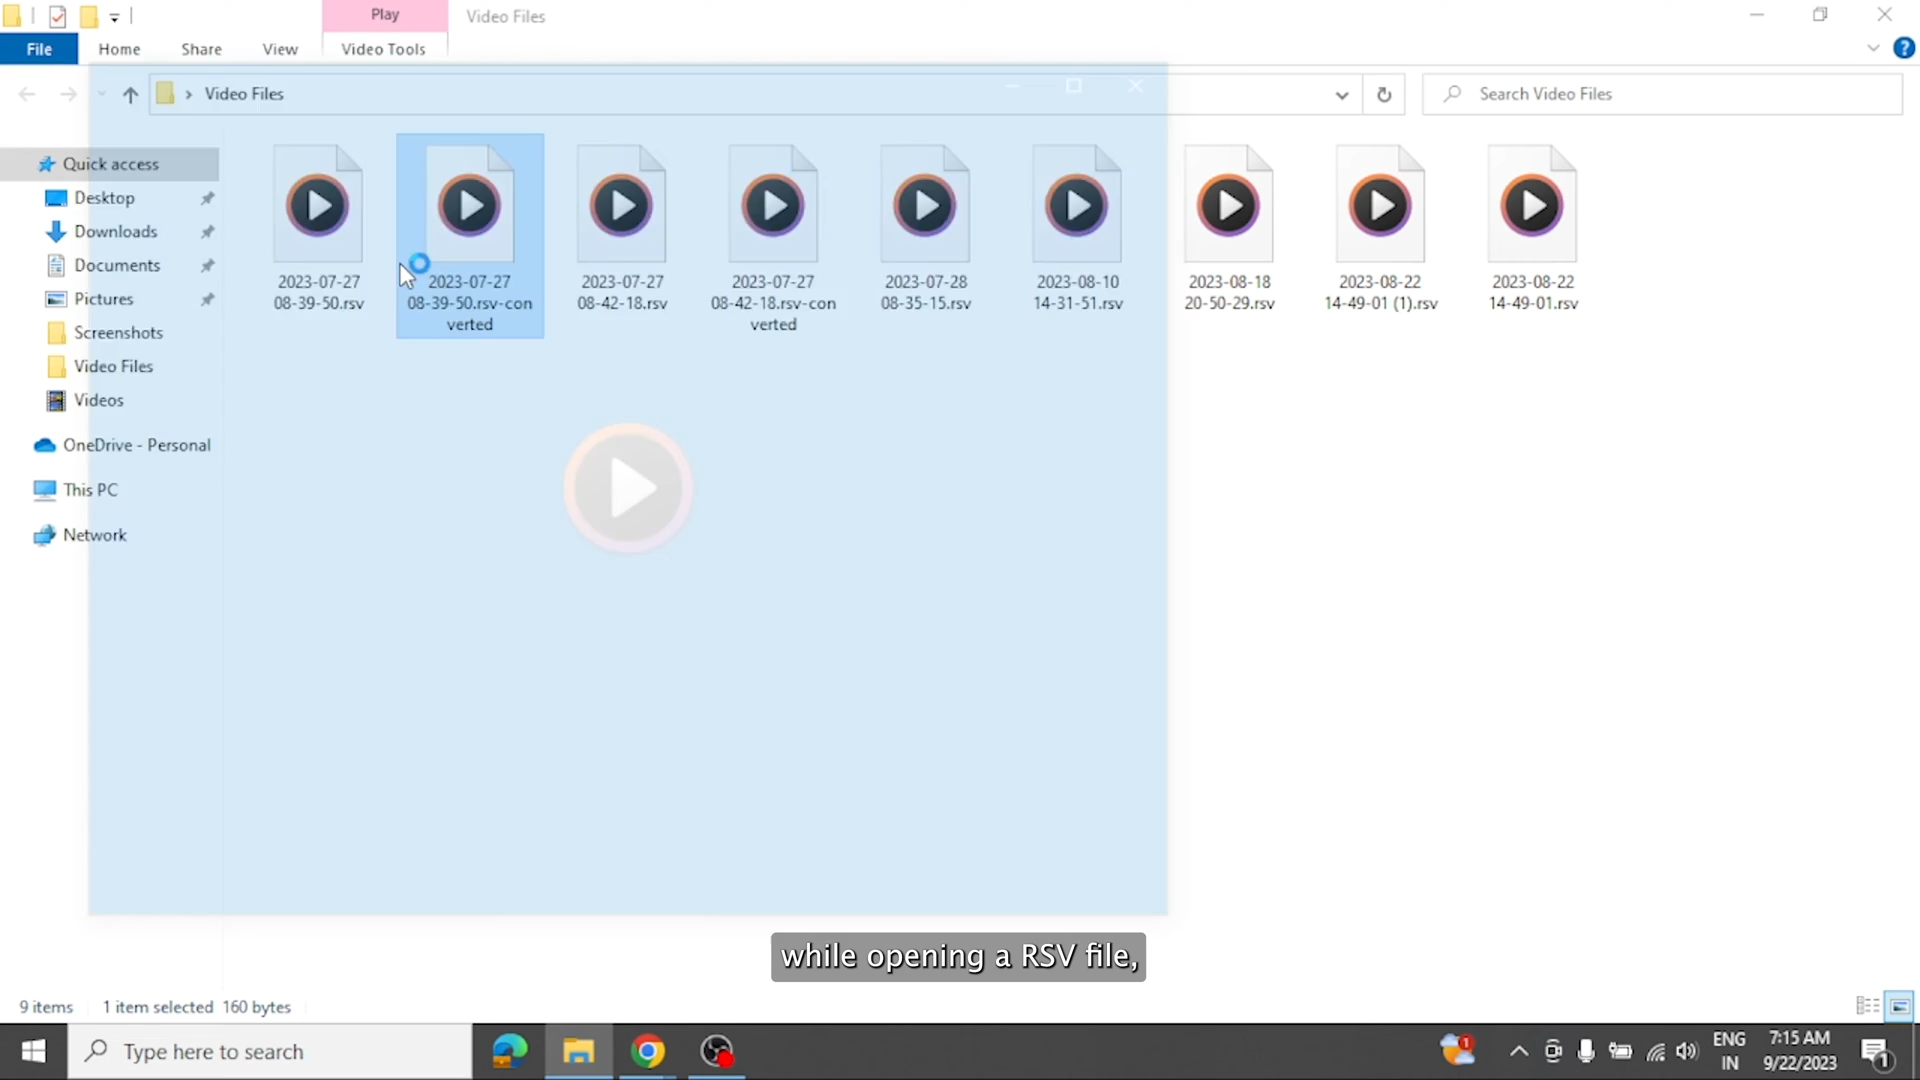 Play
Video Files
File
Home
Share
View
Video Tools
Video Files
Search Video Files
Quick access
Desktop
Downloads
Documents
Pictures
Screenshots
Video Files
Videos
OneDrive - Personal
This PC
Network
2023-07-27
08-39-50.rsv
2023-07-27
08-39-50.rsv-con
verted
2023-07-27
08-42-18.rsv
2023-07-27
08-42-18.rsv-con
verted
2023-07-28
08-35-15.rsv
2023-08-10
14-31-51.rsv
2023-08-18
20-50-29.rsv
2023-08-22
14-49-01 (1).rsv
2023-08-22
14-49-01.rsv
while opening a RSV file,
9 items
1 item selected 160 bytes
Type here to search
1
ENG
IN
7:15 AM
9/22/2023
1